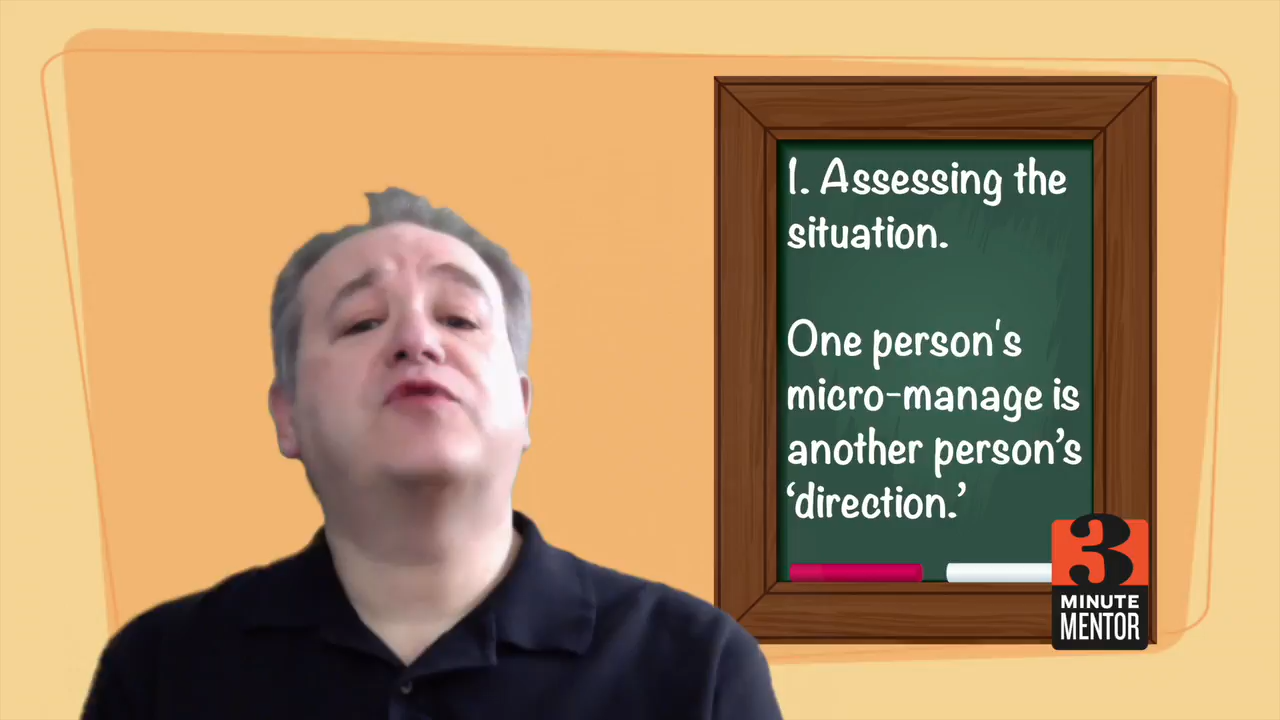 1. Assessing the
situation.
One person's
micro-manage is
another person’s
‘direction.’
3
MINUTE
MENTOR